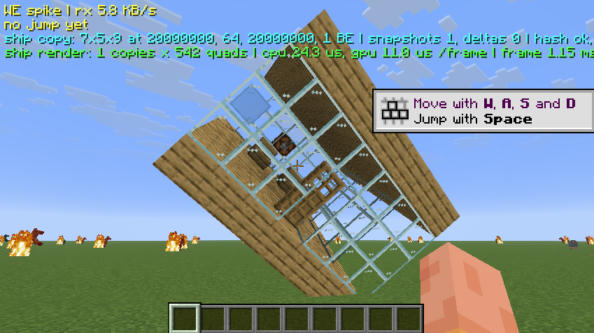 WE spike | rx 5.8 KB/s
no jump yet
ship copy: 7x5x9 at 20000000, 64, 20000000, 1 BE | snapshots 1, deltas 0 | hash ok,
ship render: 1 copies x 542 quads | cpu 24.3 us, gpu 11.0 us /frame | frame 1.15 ms
Move with W, A, S and D
Jump with Space